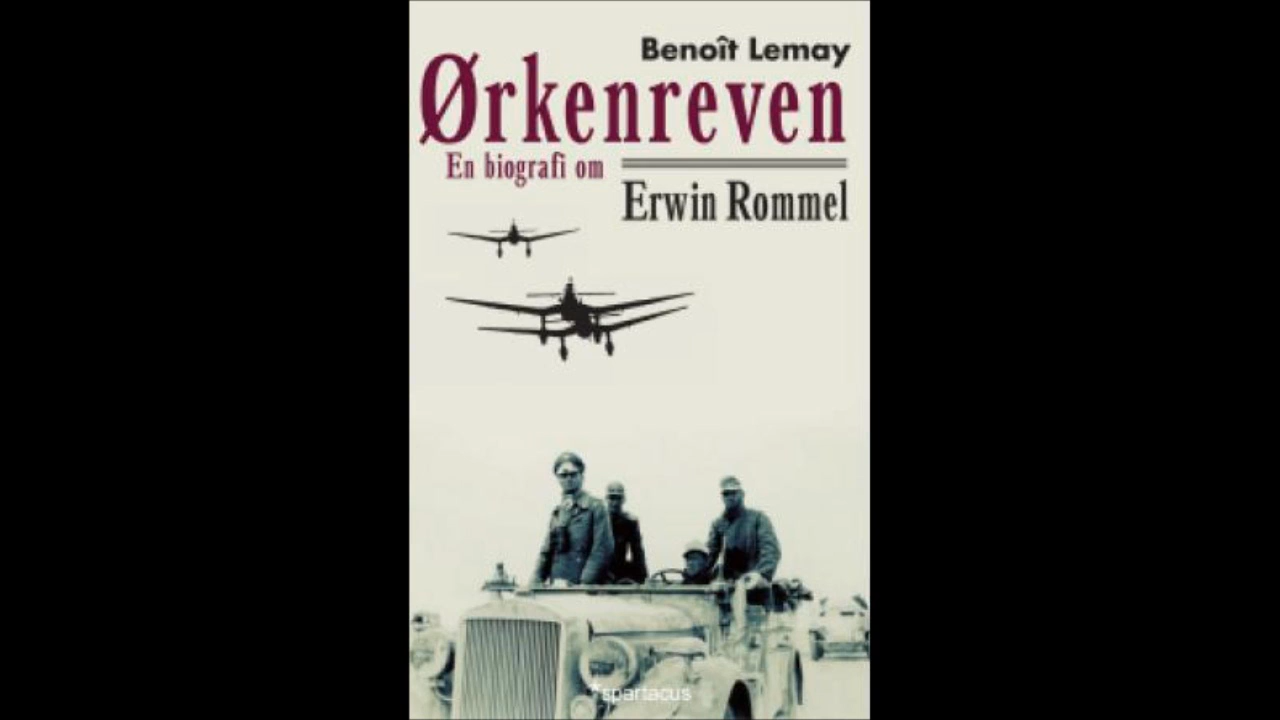 Benoît Lemay
Ørkenreven
En biografi om
Erwin Rommel
spartacus